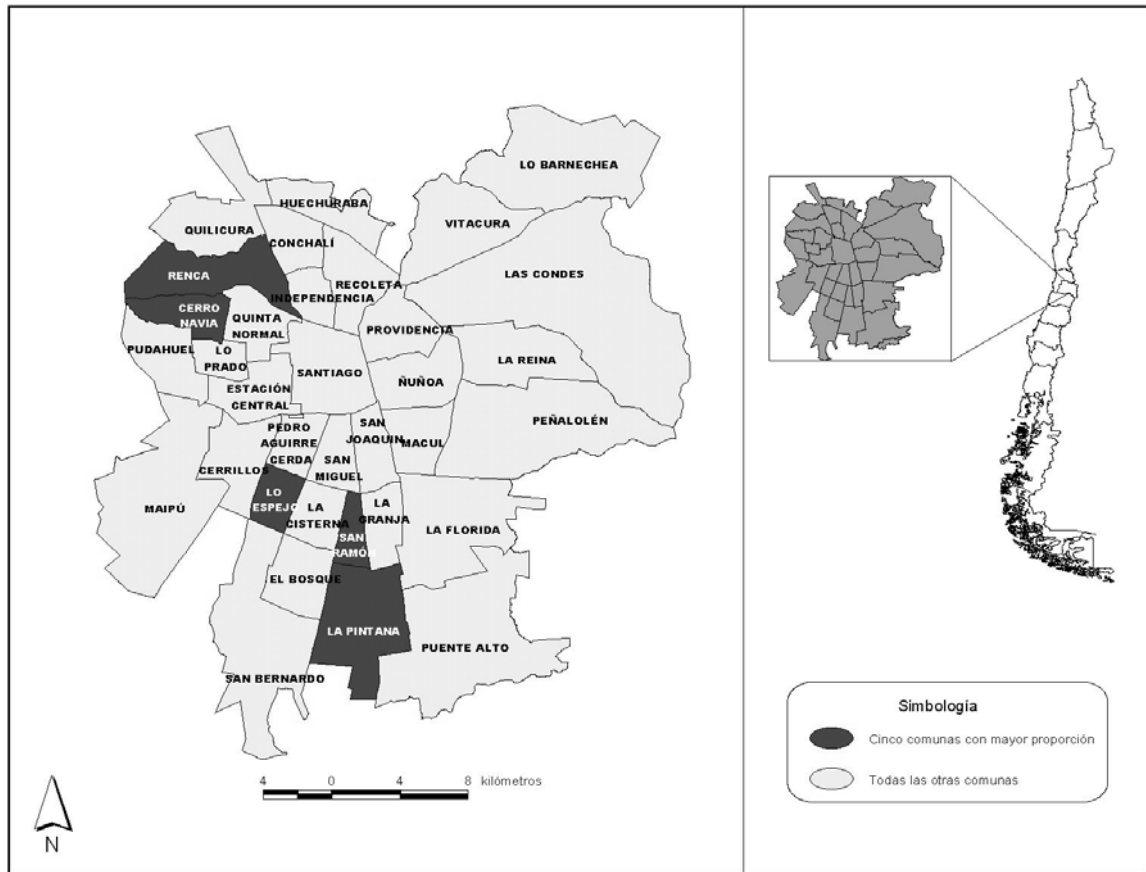 LO BARNECHEA
HUECHURABA
VITACURA
QUILICURA
CONCHALÍ
RENCA
LAS CONDES
RECOLETA
INDEPENDENCIA
CERRO
NAVIA
QUINTA
NORMAL
PROVIDENCIA
PUDAHUEL
LO
PRADO
LA REINA
SANTIAGO
ÑUÑOA
ESTACIÓN
CENTRAL
PEÑALOLÉN
PEDRO
AGUIRRE
CERDA
SAN
JOAQUIN
MACUL
SAN
MIGUEL
CERRILLOS
MAIPÚ
LO
ESPEJO
LA
CISTERNA
LA
GRANJA
SAN
RAMÓN
LA FLORIDA
EL BOSQUE
LA PINTANA
PUENTE ALTO
SAN BERNARDO
4 0 4 8 kilómetros
N
Simbología
Cinco comunas con mayor proporción
Todas las otras comunas